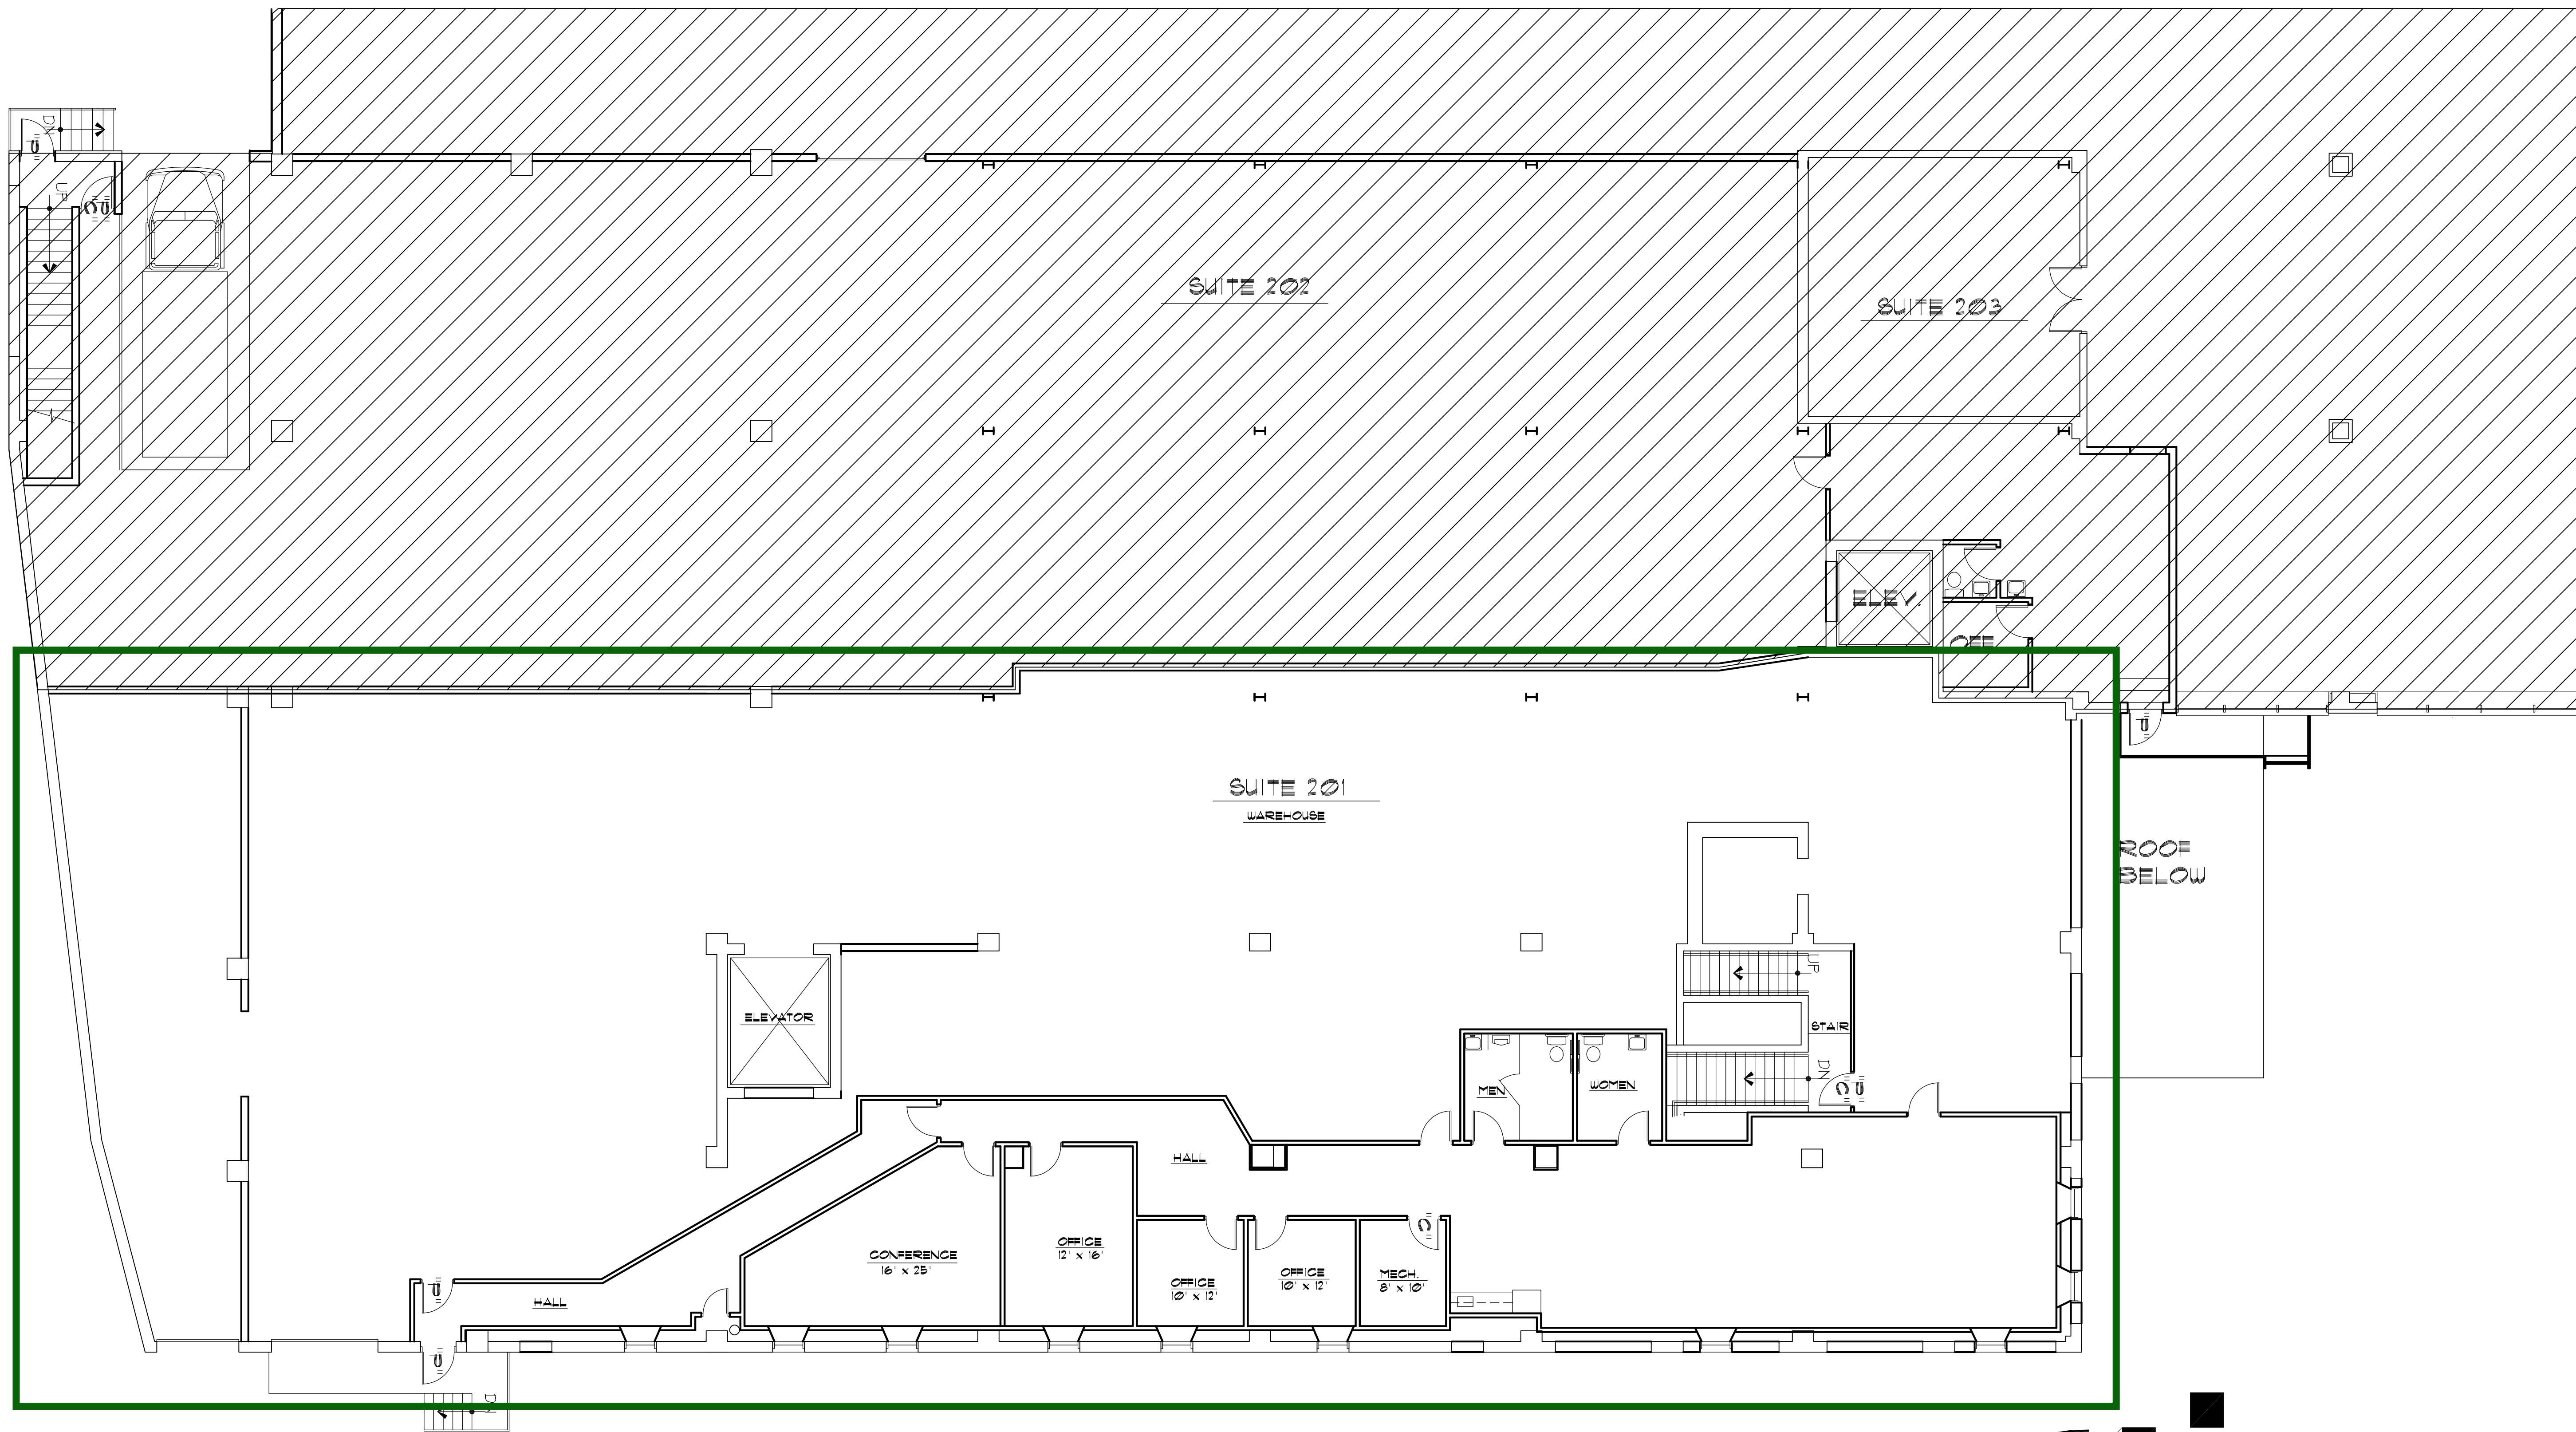 DN
UP
SUITE 202
SUITE 203
ELEV.
OFF
SUITE 201
WAREHOUSE
ROOF
BELOW
UP
ELEVATOR
STAIR
DN
MEN
WOMEN
HALL
CONFERENCE
16' x 25'
OFFICE
12' x 16'
OFFICE
10' x 12'
OFFICE
10' x 12'
MECH.
8' x 10'
HALL
DN